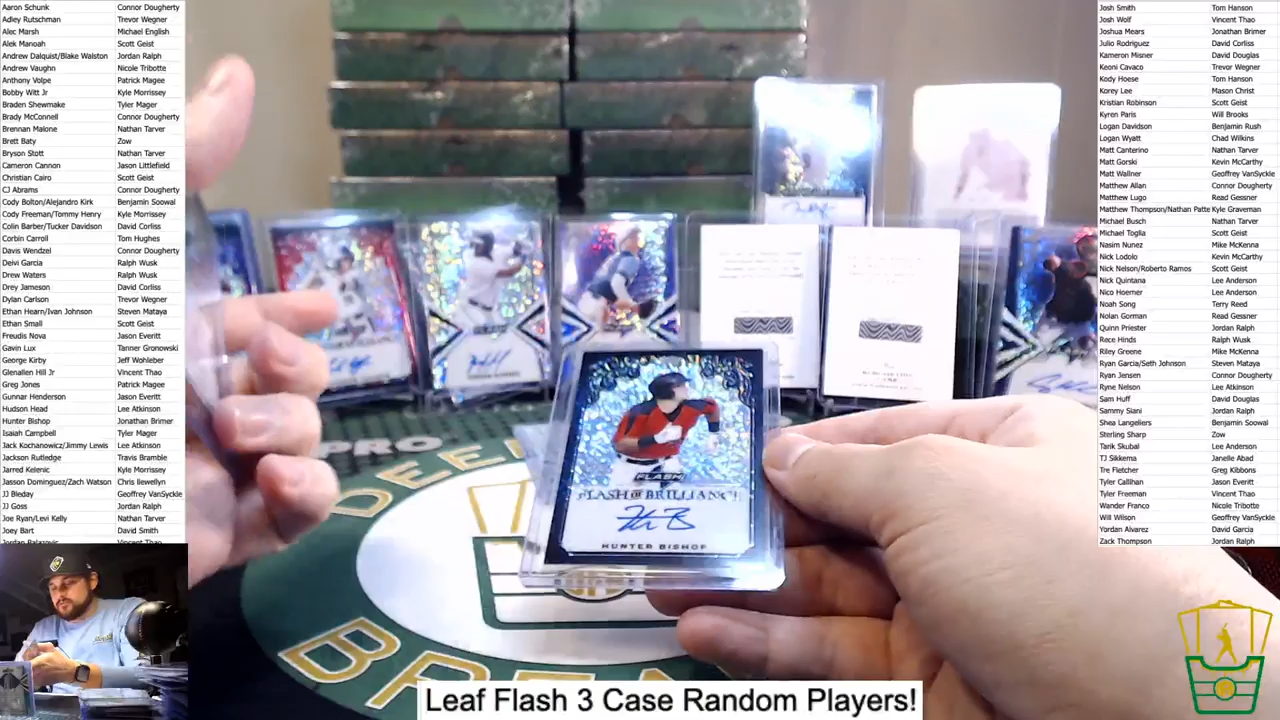 Aaron Schunk Connor Dougherty
Adley Rutschman Trevor Wegner
Alec Marsh Michael English
Alek Manoah Scott Geist
Andrew Dalquist/Blake Walston Jordan Ralph
Andrew Vaughn Nicole Tribotte
Anthony Volpe Patrick Magee
Bobby Witt Jr Kyle Morrissey
Braden Shewmake Tyler Mager
Brady McConnell Connor Dougherty
Brennan Malone Nathan Tarver
Brett Baty Zow
Bryson Stott Nathan Tarver
Cameron Cannon Jason Littlefield
Christian Cairo Scott Geist
CJ Abrams Connor Dougherty
Cody Bolton/Alejandro Kirk Benjamin Soowal
Cody Freeman/Tommy Henry Kyle Morrissey
Colin Barber/Tucker Davidson David Corliss
Corbin Carroll Tom Hughes
Davis Wendzel Connor Dougherty
Deivi Garcia Ralph Wusk
Drew Waters Ralph Wusk
Drey Jameson David Corliss
Dylan Carlson Trevor Wegner
Ethan Hearn/Ivan Johnson Steven Mataya
Ethan Small Scott Geist
Freudis Nova Jason Everitt
Gavin Lux Tanner Gronowski
George Kirby Jeff Wohleber
Glenallen Hill Jr Vincent Thao
Greg Jones Patrick Magee
Gunnar Henderson Jason Everitt
Hudson Head Lee Atkinson
Hunter Bishop Jonathan Brimer
Isaiah Campbell Tyler Mager
Jack Kochanowicz/Jimmy Lewis Lee Atkinson
Jackson Rutledge Travis Bramble
Jarred Kelenic Kyle Morrissey
Jasson Dominguez/Zach Watson Chris llewellyn
JJ Bleday Geoffrey VanSyckle
JJ Goss Jordan Ralph
Joe Ryan/Levi Kelly Nathan Tarver
Joey Bart David Smith
Jordan Balazovic Vincent Thao
Josh Smith Tom Hanson
Josh Wolf Vincent Thao
Joshua Mears Jonathan Brimer
Julio Rodriguez David Corliss
Kameron Misner David Douglas
Keoni Cavaco Trevor Wegner
Kody Hoese Tom Hanson
Korey Lee Mason Christ
Kristian Robinson Scott Geist
Kyren Paris Will Brooks
Logan Davidson Benjamin Rush
Logan Wyatt Chad Wilkins
Matt Canterino Nathan Tarver
Matt Gorski Kevin McCarthy
Matt Wallner Geoffrey VanSyckle
Matthew Allan Connor Dougherty
Matthew Lugo Read Gessner
Matthew Thompson/Nathan Patte Kyle Graveman
Michael Busch Nathan Tarver
Michael Toglia Scott Geist
Nasim Nunez Mike McKenna
Nick Lodolo Kevin McCarthy
Nick Nelson/Roberto Ramos Scott Geist
Nick Quintana Lee Anderson
Nico Hoerner Lee Anderson
Noah Song Terry Reed
Nolan Gorman Read Gessner
Quinn Priester Jordan Ralph
Rece Hinds Ralph Wusk
Riley Greene Mike McKenna
Ryan Garcia/Seth Johnson Steven Mataya
Ryan Jensen Connor Dougherty
Ryne Nelson Lee Atkinson
Sam Huff David Douglas
Sammy Siani Jordan Ralph
Shea Langeliers Benjamin Soowal
Sterling Sharp Zow
Tarik Skubal Lee Anderson
TJ Sikkema Janelle Abad
Tre Fletcher Greg Kibbons
Tyler Callihan Jason Everitt
Tyler Freeman Vincent Thao
Wander Franco Nicole Tribotte
Will Wilson Geoffrey VanSyckle
Yordan Alvarez David Garcia
Zack Thompson Jordan Ralph
FLASH
FLASH OF BRILLIANCE
HUNTER BISHOP
Leaf Flash 3 Case Random Players!